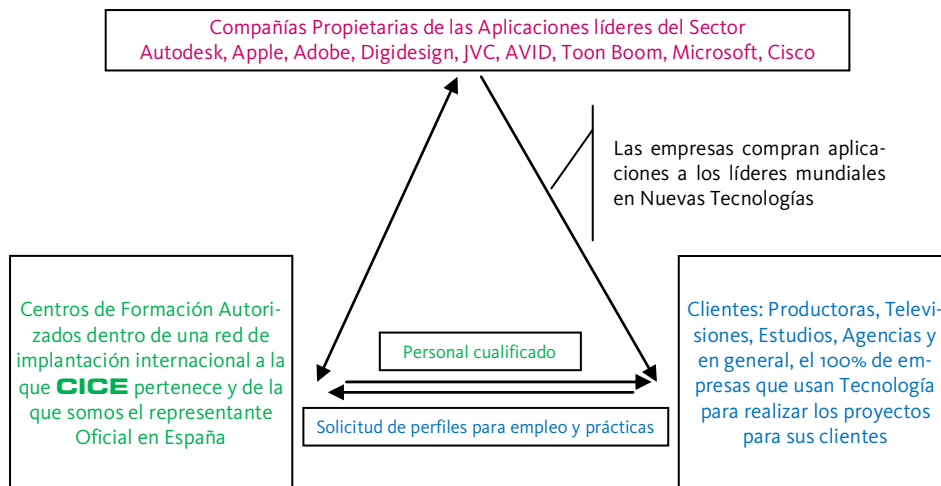 Compañías Propietarias de las Aplicaciones líderes del Sector
Autodesk, Apple, Adobe, Digidesign, JVC, AVID, Toon Boom, Microsoft, Cisco
Las empresas compran aplica-
ciones a los líderes mundiales
en Nuevas Tecnologías
Centros de Formación Autori-
zados dentro de una red de
implantación internacional a la
que CICE pertenece y de la
que somos el representante
Oficial en España
Personal cualificado
Solicitud de perfiles para empleo y prácticas
Clientes: Productoras, Televi-
siones, Estudios, Agencias y
en general, el 100% de em-
presas que usan Tecnología
para realizar los proyectos
para sus clientes